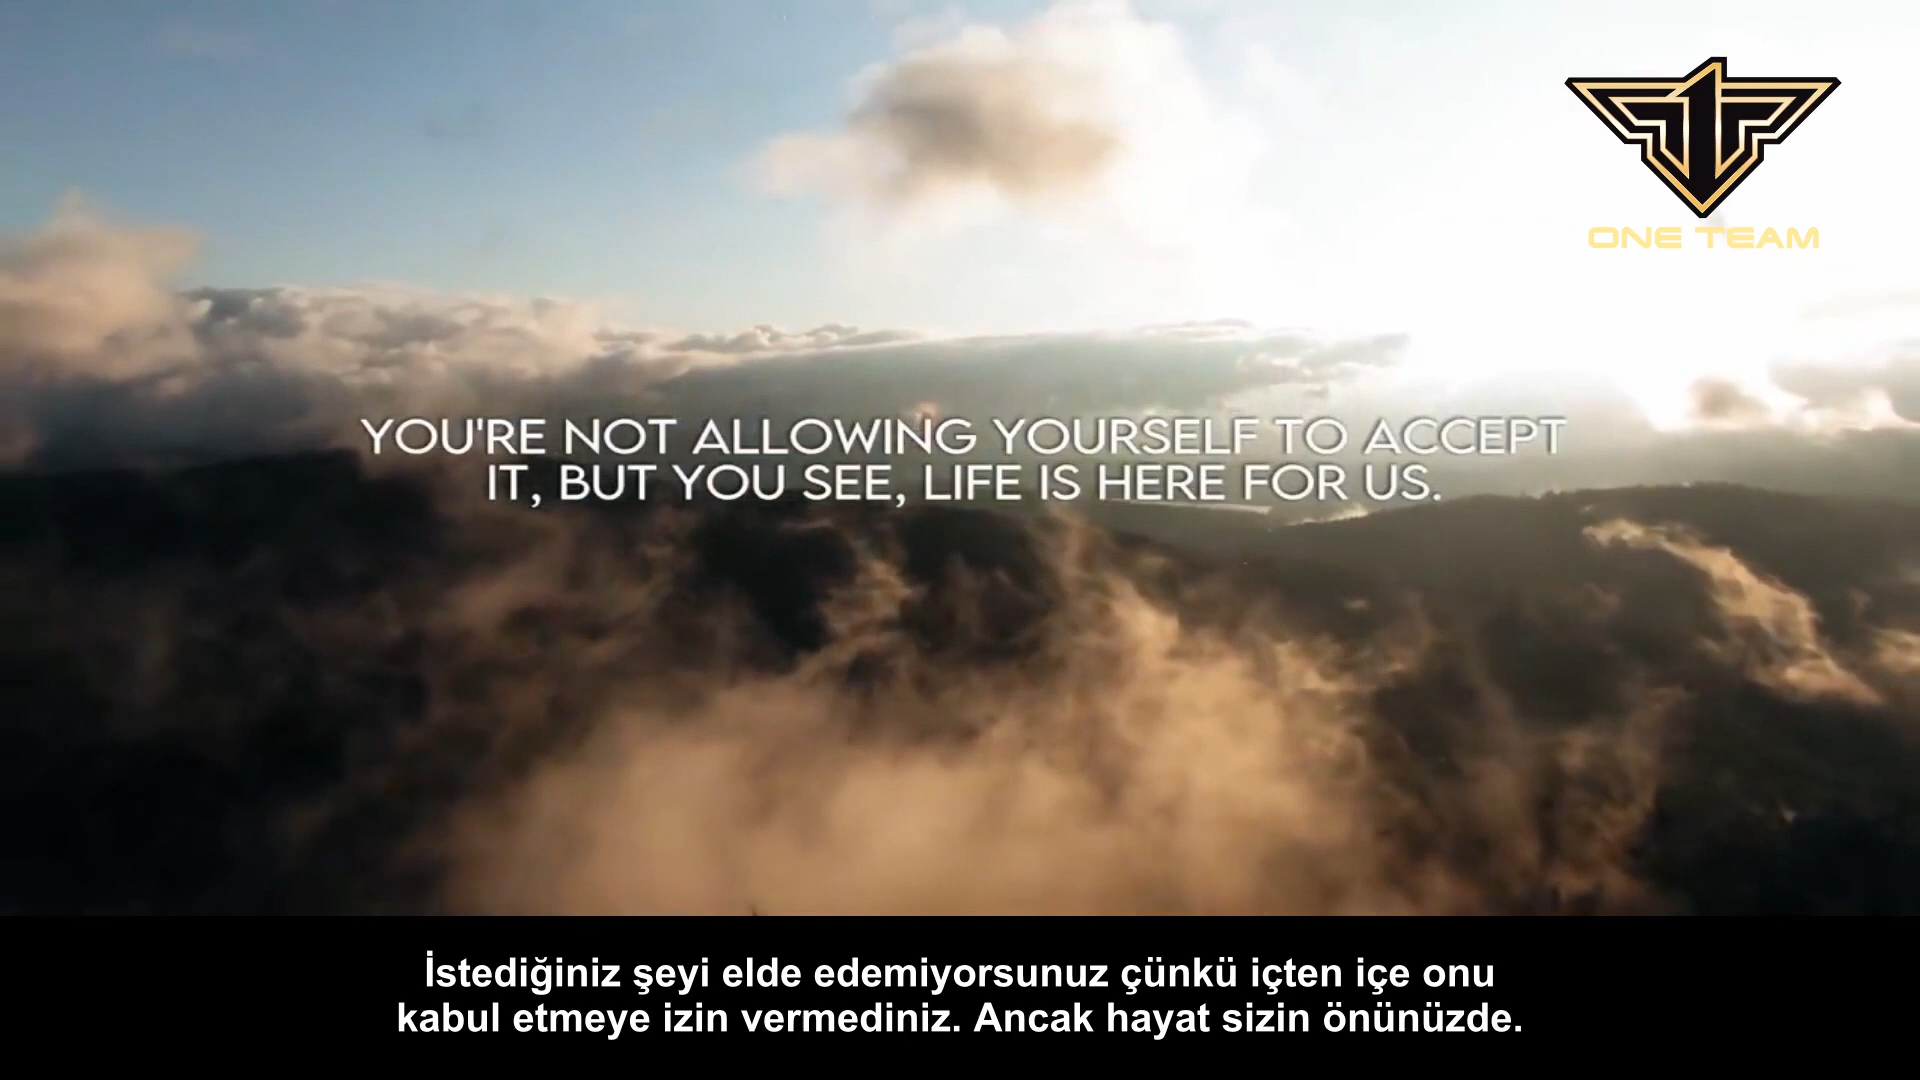 ONE TEAM
YOU'RE NOT ALLOWING YOURSELF TO ACCEPT
IT, BUT YOU SEE, LIFE IS HERE FOR US.
İstediğiniz şeyi elde edemiyorsunuz çünkü içten içe onu
kabul etmeye izin vermediniz. Ancak hayat sizin önünüzde.